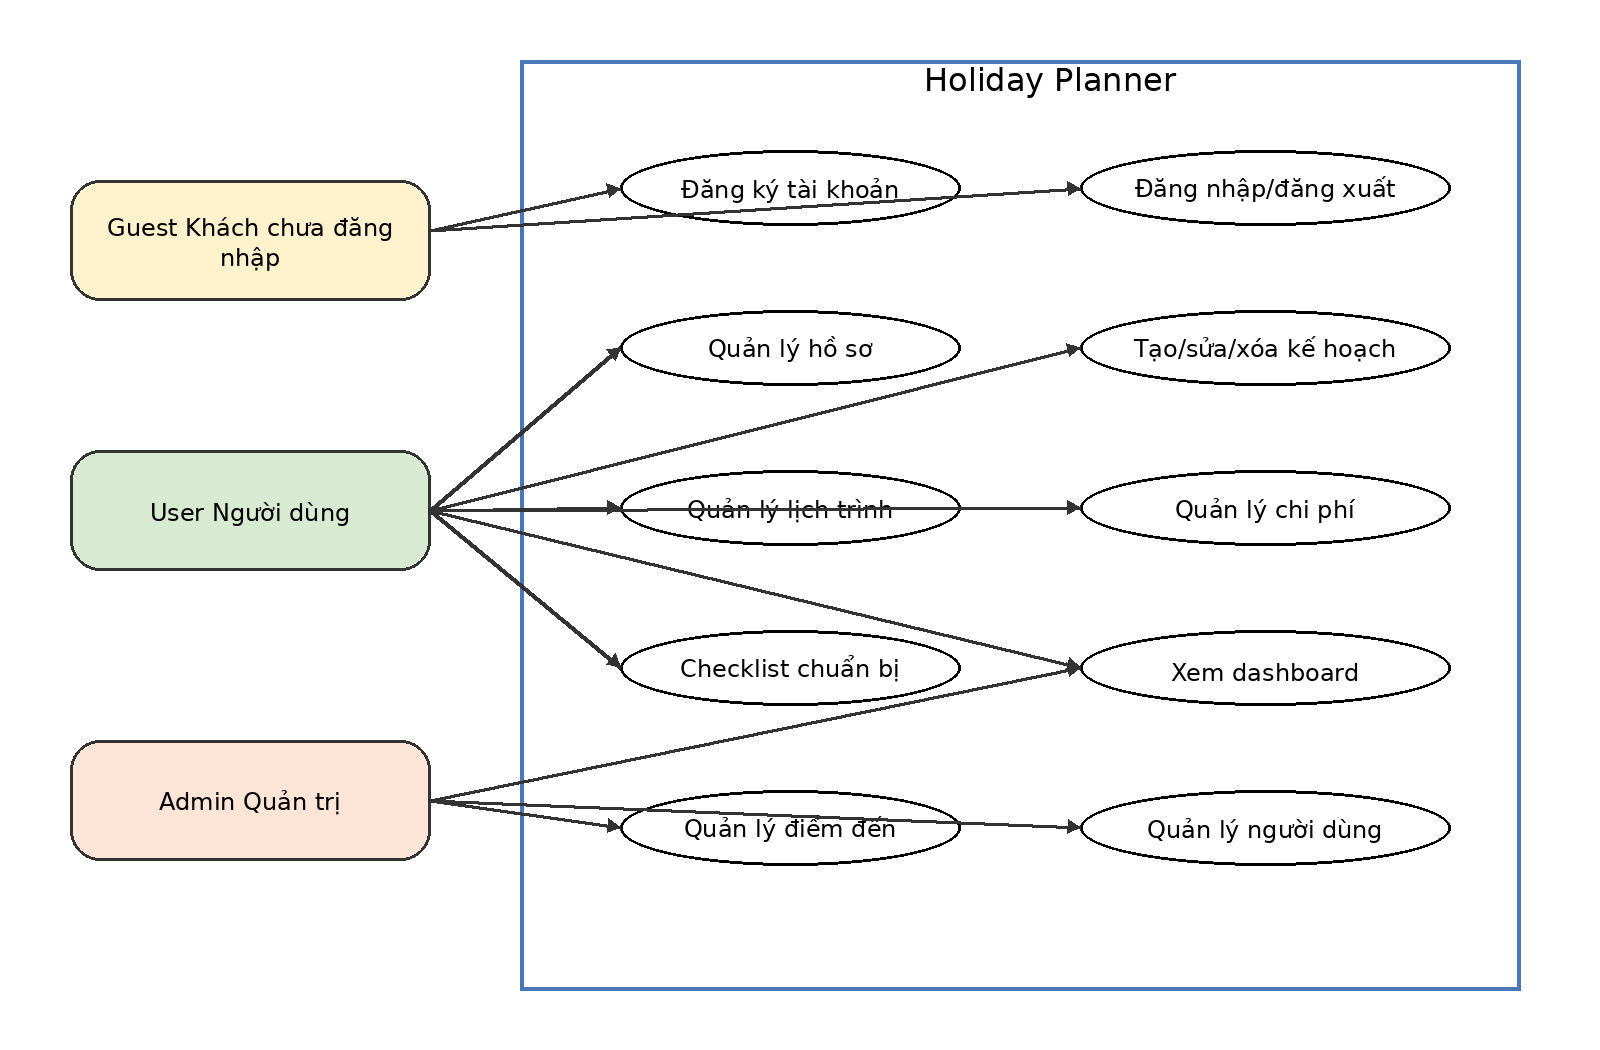 Holiday Planner
Đăng ký tài khoản
Đăng nhập/đăng xuất
Guest Khách chưa đăng
nhập
Quản lý hồ sơ
Tạo/sửa/xóa kế hoạch
User Người dùng
Quản lý lịch trình
Quản lý chi phí
Checklist chuẩn bị
Xem dashboard
Admin Quản trị
Quản lý điểm đến
Quản lý người dùng